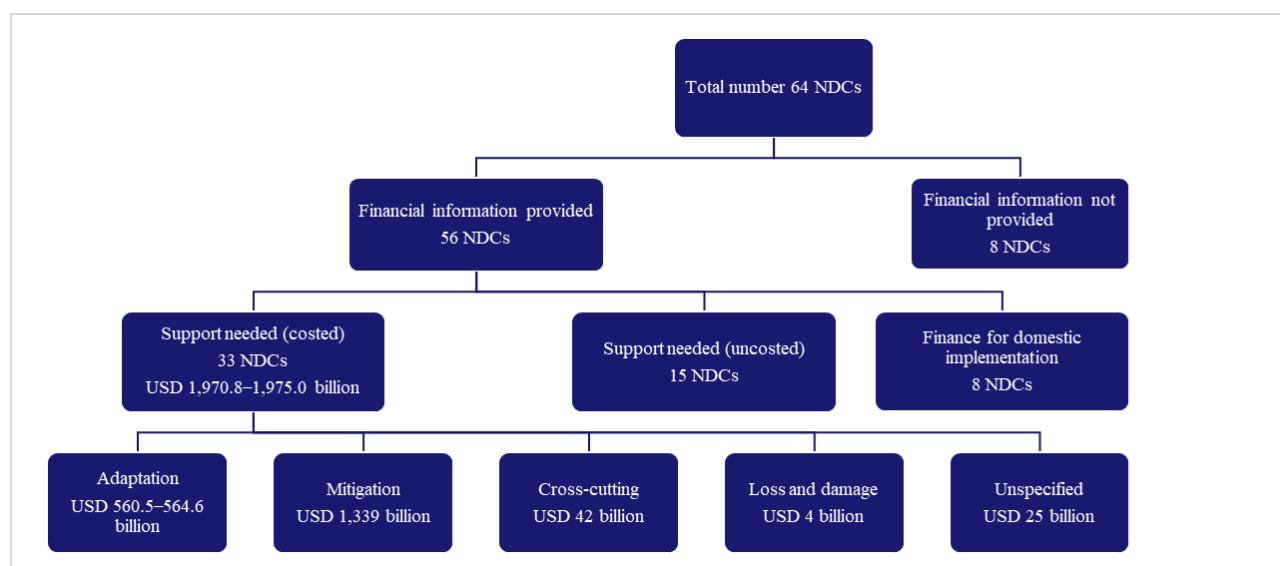 Total number 64 NDCs
Financial information provided
56 NDCs
Financial information not
provided
8 NDCs
Support needed (costed)
33 NDCs
USD 1,970.8–1,975.0 billion
Support needed (uncosted)
15 NDCs
Finance for domestic
implementation
8 NDCs
Adaptation
USD 560.5–564.6
billion
Mitigation
USD 1,339 billion
Cross-cutting
USD 42 billion
Loss and damage
USD 4 billion
Unspecified
USD 25 billion